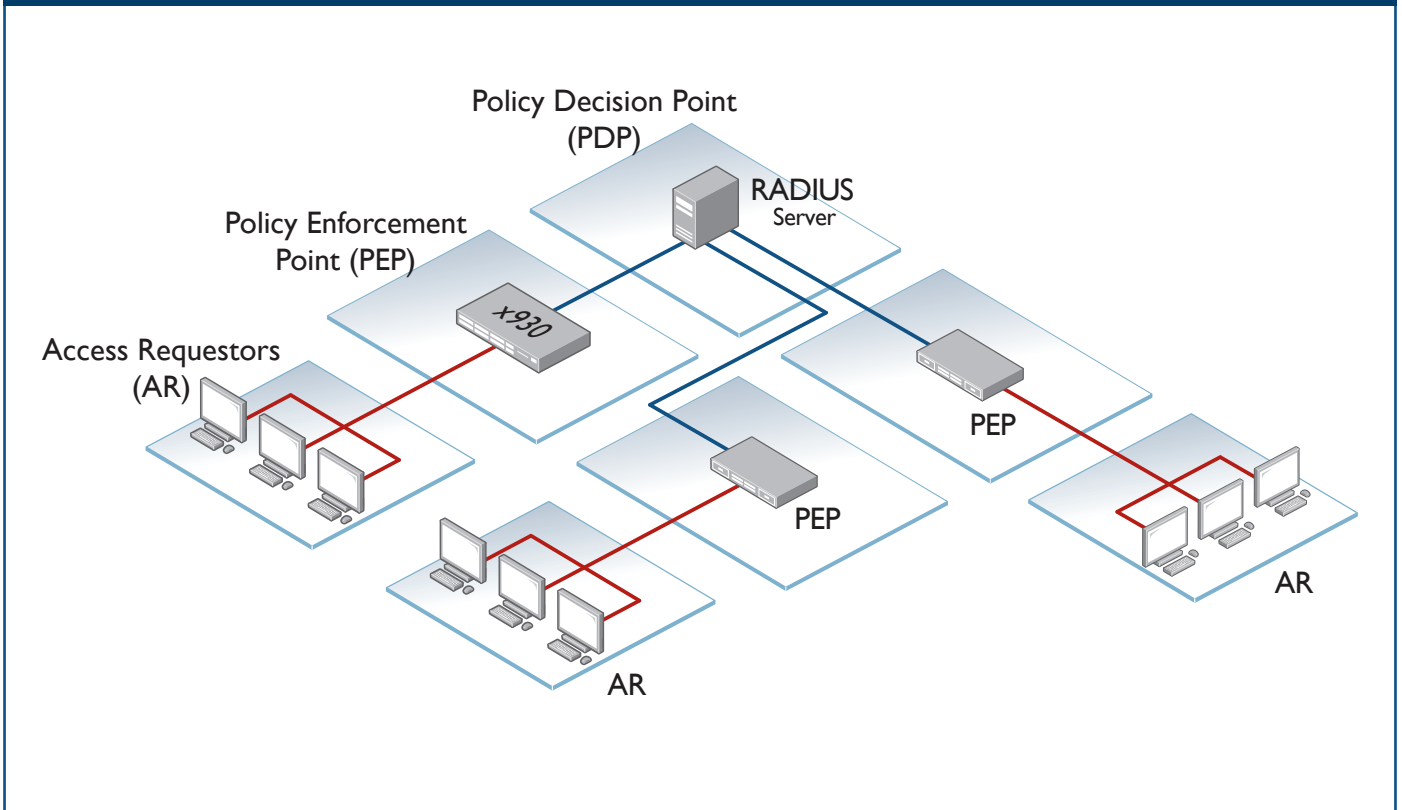 Policy Decision Point
(PDP)
RADIUS
Server
Policy Enforcement
Point (PEP)
x930
Access Requestors
(AR)
PEP
PEP
AR
AR